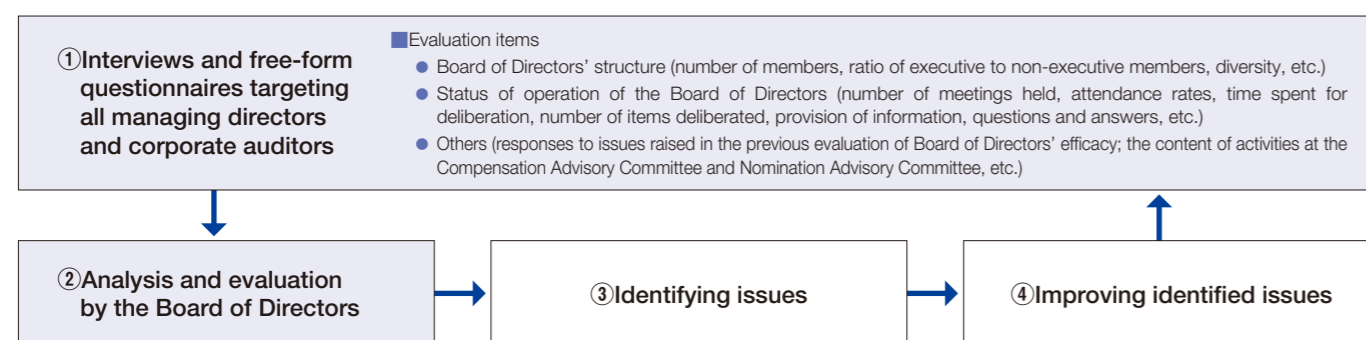 ①Interviews and free-form
questionnaires targeting
all managing directors
and corporate auditors
■Evaluation items
● Board of Directors’ structure (number of members, ratio of executive to non-executive members, diversity, etc.)
● Status of operation of the Board of Directors (number of meetings held, attendance rates, time spent for
deliberation, number of items deliberated, provision of information, questions and answers, etc.)
● Others (responses to issues raised in the previous evaluation of Board of Directors’ efficacy; the content of activities at the
Compensation Advisory Committee and Nomination Advisory Committee, etc.)
②Analysis and evaluation
by the Board of Directors
③Identifying issues
④Improving identified issues